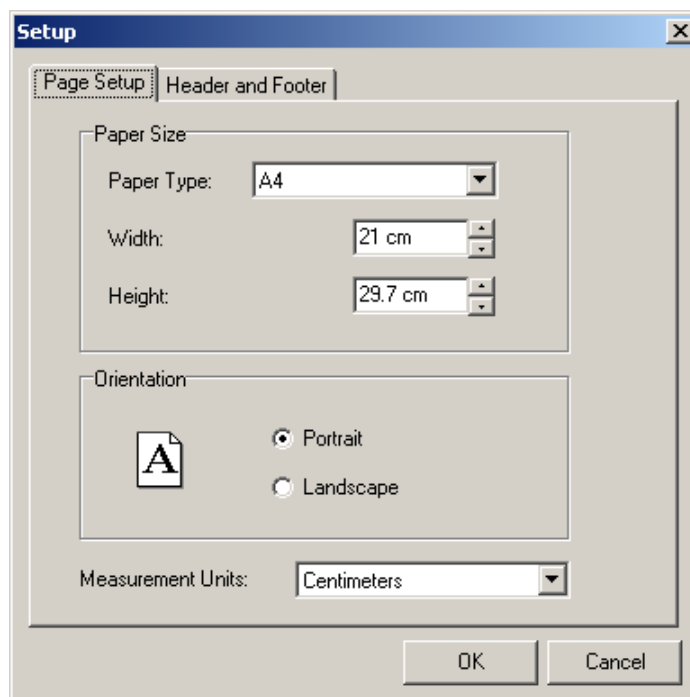 Setup
Page Setup Header and Footer
Paper Size
Paper Type: A4
Width: 21 cm
Height: 29.7 cm
Orientation
A
Portrait
Landscape
Measurement Units: Centimeters
OK Cancel